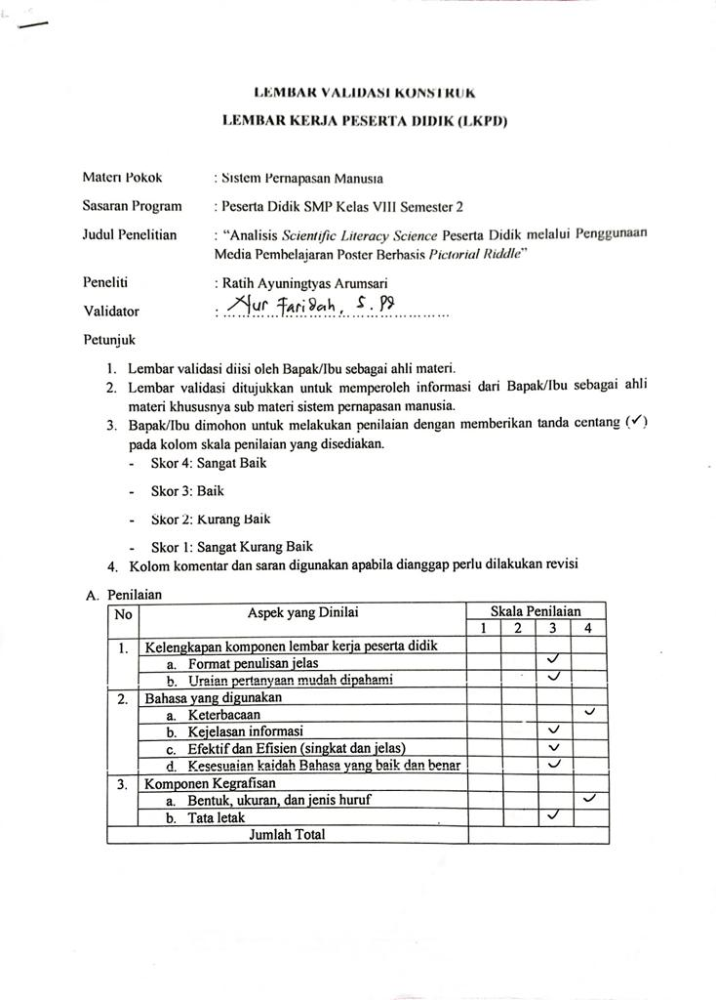 LEMBAR VALIDASI KONSTRUK
LEMBAR KERJA PESERTA DIDIK (LKPD)
Materi Pokok : Sistem Pernapasan Manusia
Sasaran Program : Peserta Didik SMP Kelas VIII Semester 2
Judul Penelitian : “Analisis Scientific Literacy Science Peserta Didik melalui Penggunaan
Media Pembelajaran Poster Berbasis Pictorial Riddle”
Peneliti : Ratih Ayuningtyas Arumsari
Validator : Nur Faridah, S.Pd
Petunjuk
1. Lembar validasi diisi oleh Bapak/Ibu sebagai ahli materi.
2. Lembar validasi ditujukkan untuk memperoleh informasi dari Bapak/Ibu sebagai ahli
materi khususnya sub materi sistem pernapasan manusia.
3. Bapak/Ibu dimohon untuk melakukan penilaian dengan memberikan tanda centang (✓)
pada kolom skala penilaian yang disediakan.
- Skor 4: Sangat Baik
- Skor 3: Baik
- Skor 2: Kurang Baik
- Skor 1: Sangat Kurang Baik
4. Kolom komentar dan saran digunakan apabila dianggap perlu dilakukan revisi
A. Penilaian
No Aspek yang Dinilai Skala Penilaian
1 2 3 4
1. Kelengkapan komponen lembar kerja peserta didik
a. Format penulisan jelas ✓
b. Uraian pertanyaan mudah dipahami ✓
2. Bahasa yang digunakan
a. Keterbacaan ✓
b. Kejelasan informasi ✓
c. Efektif dan Efisien (singkat dan jelas) ✓
d. Kesesuaian kaidah Bahasa yang baik dan benar ✓
3. Komponen Kegrafisan
a. Bentuk, ukuran, dan jenis huruf ✓
b. Tata letak ✓
Jumlah Total